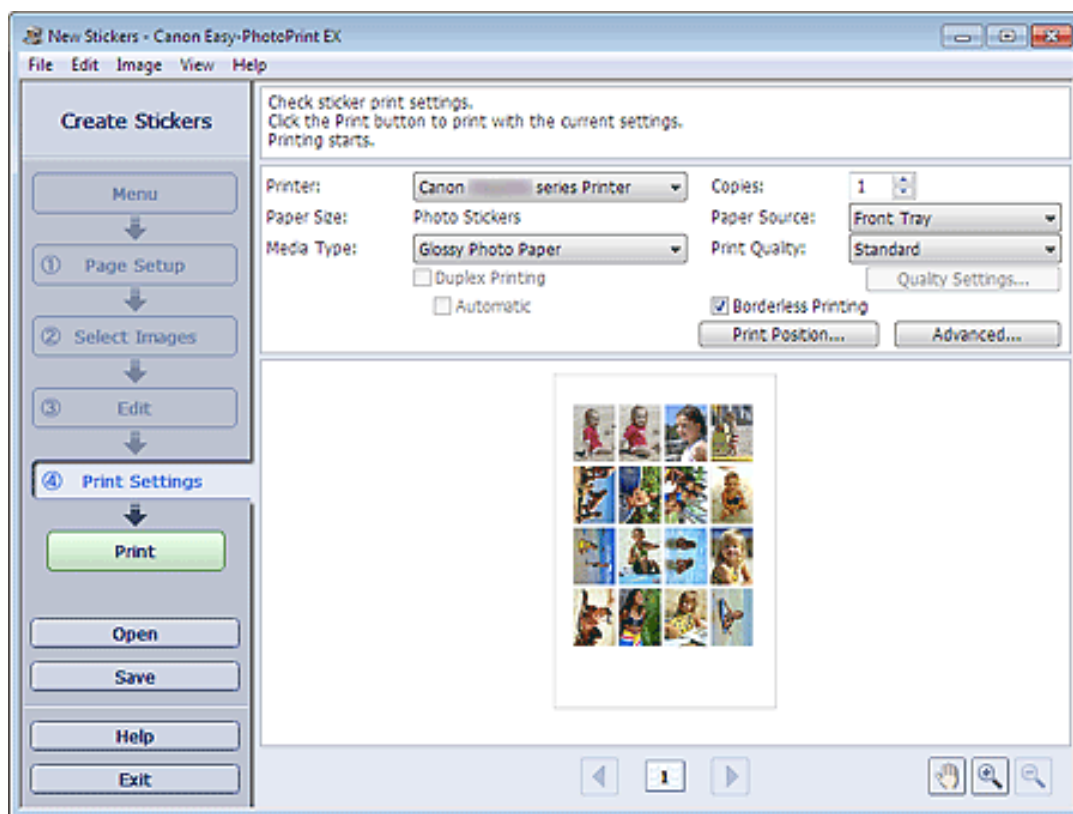 New Stickers - Canon Easy-PhotoPrint EX
File Edit Image View Help
Create Stickers
Menu
① Page Setup
② Select Images
③ Edit
④ Print Settings
Print
Open
Save
Help
Exit
Check sticker print settings.
Click the Print button to print with the current settings.
Printing starts.
Printer: Canon series Printer Copies: 1
Paper Size: Photo Stickers Paper Source: Front Tray
Media Type: Glossy Photo Paper Print Quality: Standard
Duplex Printing Quality Settings...
Automatic Borderless Printing
Print Position... Advanced...
1